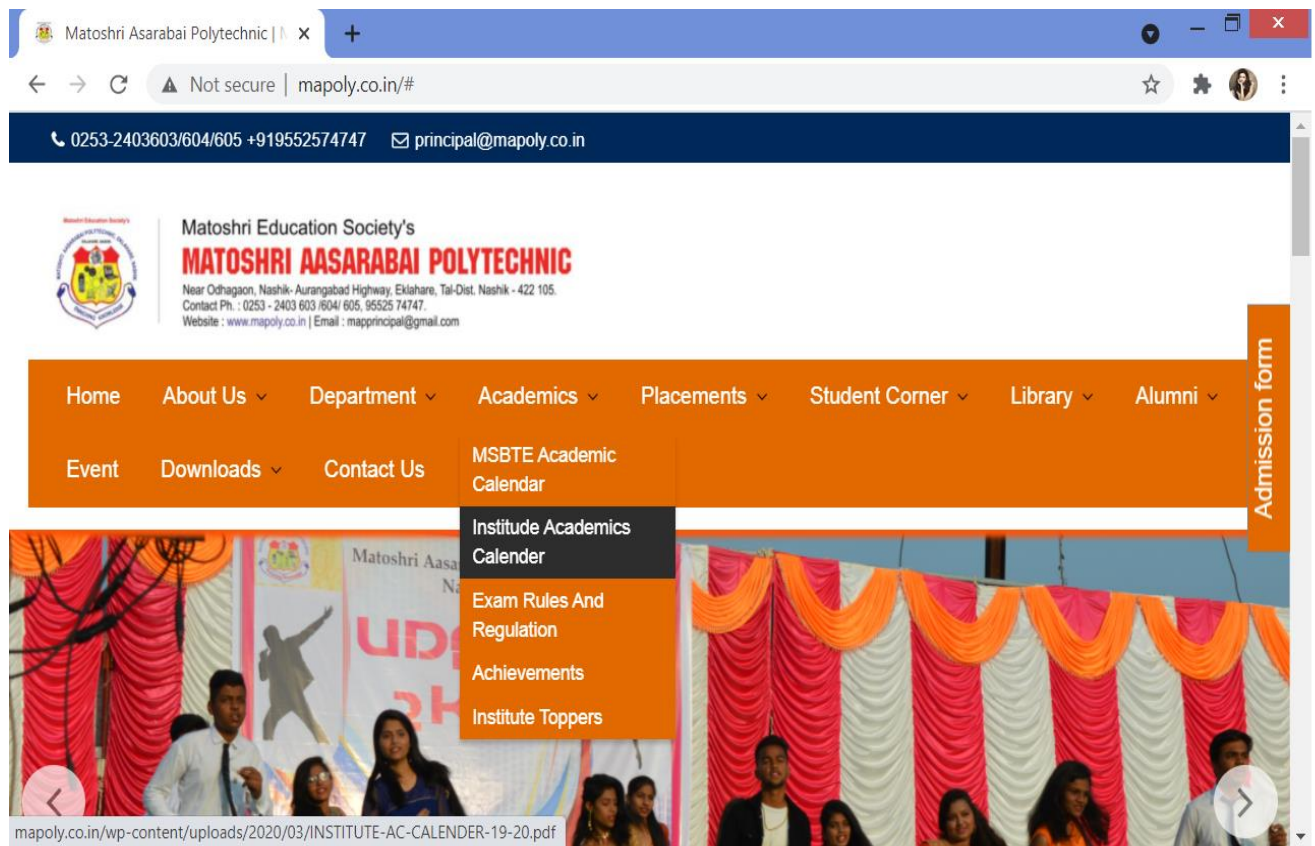 Matoshri Asarabai Polytechnic |
Not secure | mapoly.co.in/#
0253-2403603/604/605 +919552574747 principal@mapoly.co.in
Matoshri Education Society's
MATOSHRI AASARABAI POLYTECHNIC
Near Odhagaon, Nashik- Aurangabad Highway, Eklahare, Tal-Dist. Nashik - 422 105.
Contact Ph. : 0253 - 2403 603 /604/ 605, 95525 74747.
Website : www.mapoly.co.in | Email : mapprincipal@gmail.com
Admission form
Home About Us Department Academics Placements Student Corner Library Alumni
Event Downloads Contact Us
MSBTE Academic
Calendar
Institude Academics
Calender
Exam Rules And
Regulation
Achievements
Institute Toppers
Matoshri Aasa
Na
UD
2K
mapoly.co.in/wp-content/uploads/2020/03/INSTITUTE-AC-CALENDER-19-20.pdf